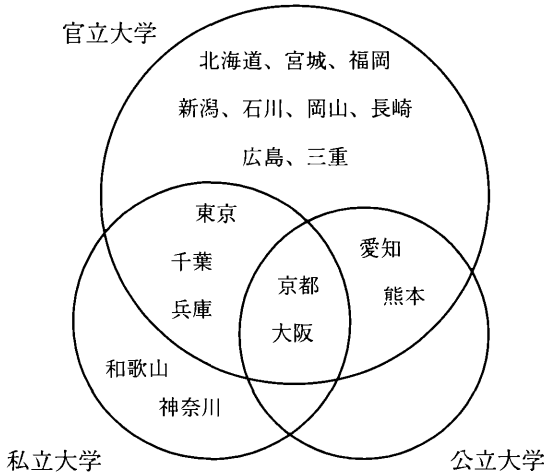 官立大学
北海道、宮城、福岡
新潟、石川、岡山、長崎
広島、三重
東京
愛知
千葉
京都
熊本
兵庫
大阪
和歌山
神奈川
私立大学
公立大学